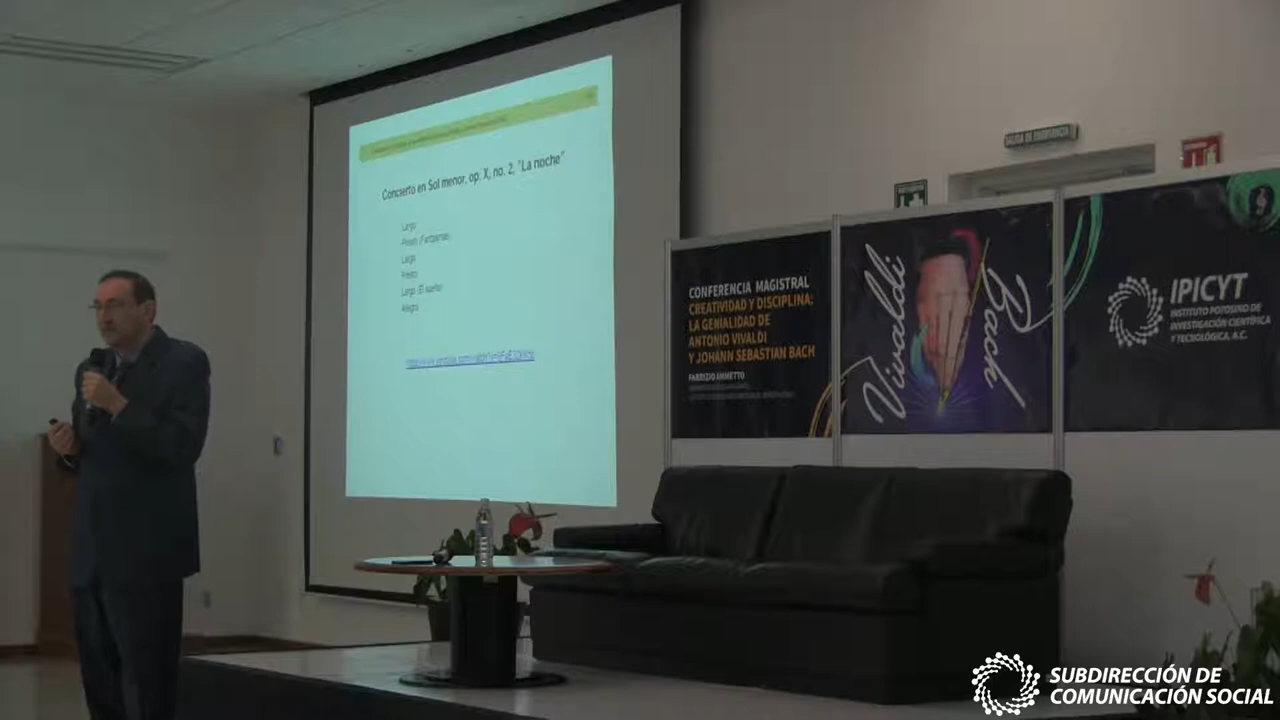 Concierto en Sol menor, op. X, no. 2, "La noche"
Largo
Presto (Fantasmas)
Largo
Presto
Largo (El sueño)
Allegro
SALIDA DE EMERGENCIA
CONFERENCIA MAGISTRAL
CREATIVIDAD Y DISCIPLINA:
LA GENIALIDAD DE
ANTONIO VIVALDI
Y JOHANN SEBASTIAN BACH
FABRIZIO AMMETTO
Vivaldi
Bach
IPICYT
INSTITUTO POTOSINO DE
INVESTIGACIÓN CIENTÍFICA
Y TECNOLÓGICA, A.C.
SUBDIRECCIÓN DE
COMUNICACIÓN SOCIAL